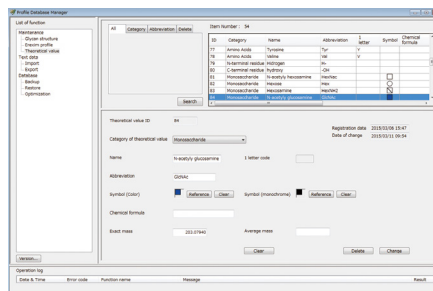 Profile Database Manager
List of function
Maintenance
Glycan structure
Enzyme profile
Theoretical value
Text data
Import
Export
Database
Backup
Restore
Optimization
Version...
All Category Abbreviation Delete
Search
Item Number : 94
ID Category Name Abbreviation 1 letter Symbol Chemical formula
77 Amino Acids Tyrosine Tyr Y
78 Amino Acids Valine Val V
79 N-terminal residue Hydrogen H-
80 C-terminal residue hydroxy -OH
81 Monosaccharide N-acetyly hexosamine HexNac
82 Monosaccharide Hexose Hex
83 Monosaccharide Hexosamine HexNH2
84 Monosaccharide N-acetyly glucosamine GlcNAc
Theoretical value ID 84
Registration date 2015/03/06 15:47
Date of change 2015/03/11 09:54
Category of theoretical value Monosaccharide
Name N-acetyly glucosamine 1 letter code
Abbreviation GlcNAc
Symbol (Color) Reference Clear Symbol (monochrome) Reference Clear
Chemical formula
Exact mass 203.07940 Average mass
Clear Delete Change
Operation log
Date & Time Error code Function name Message Result